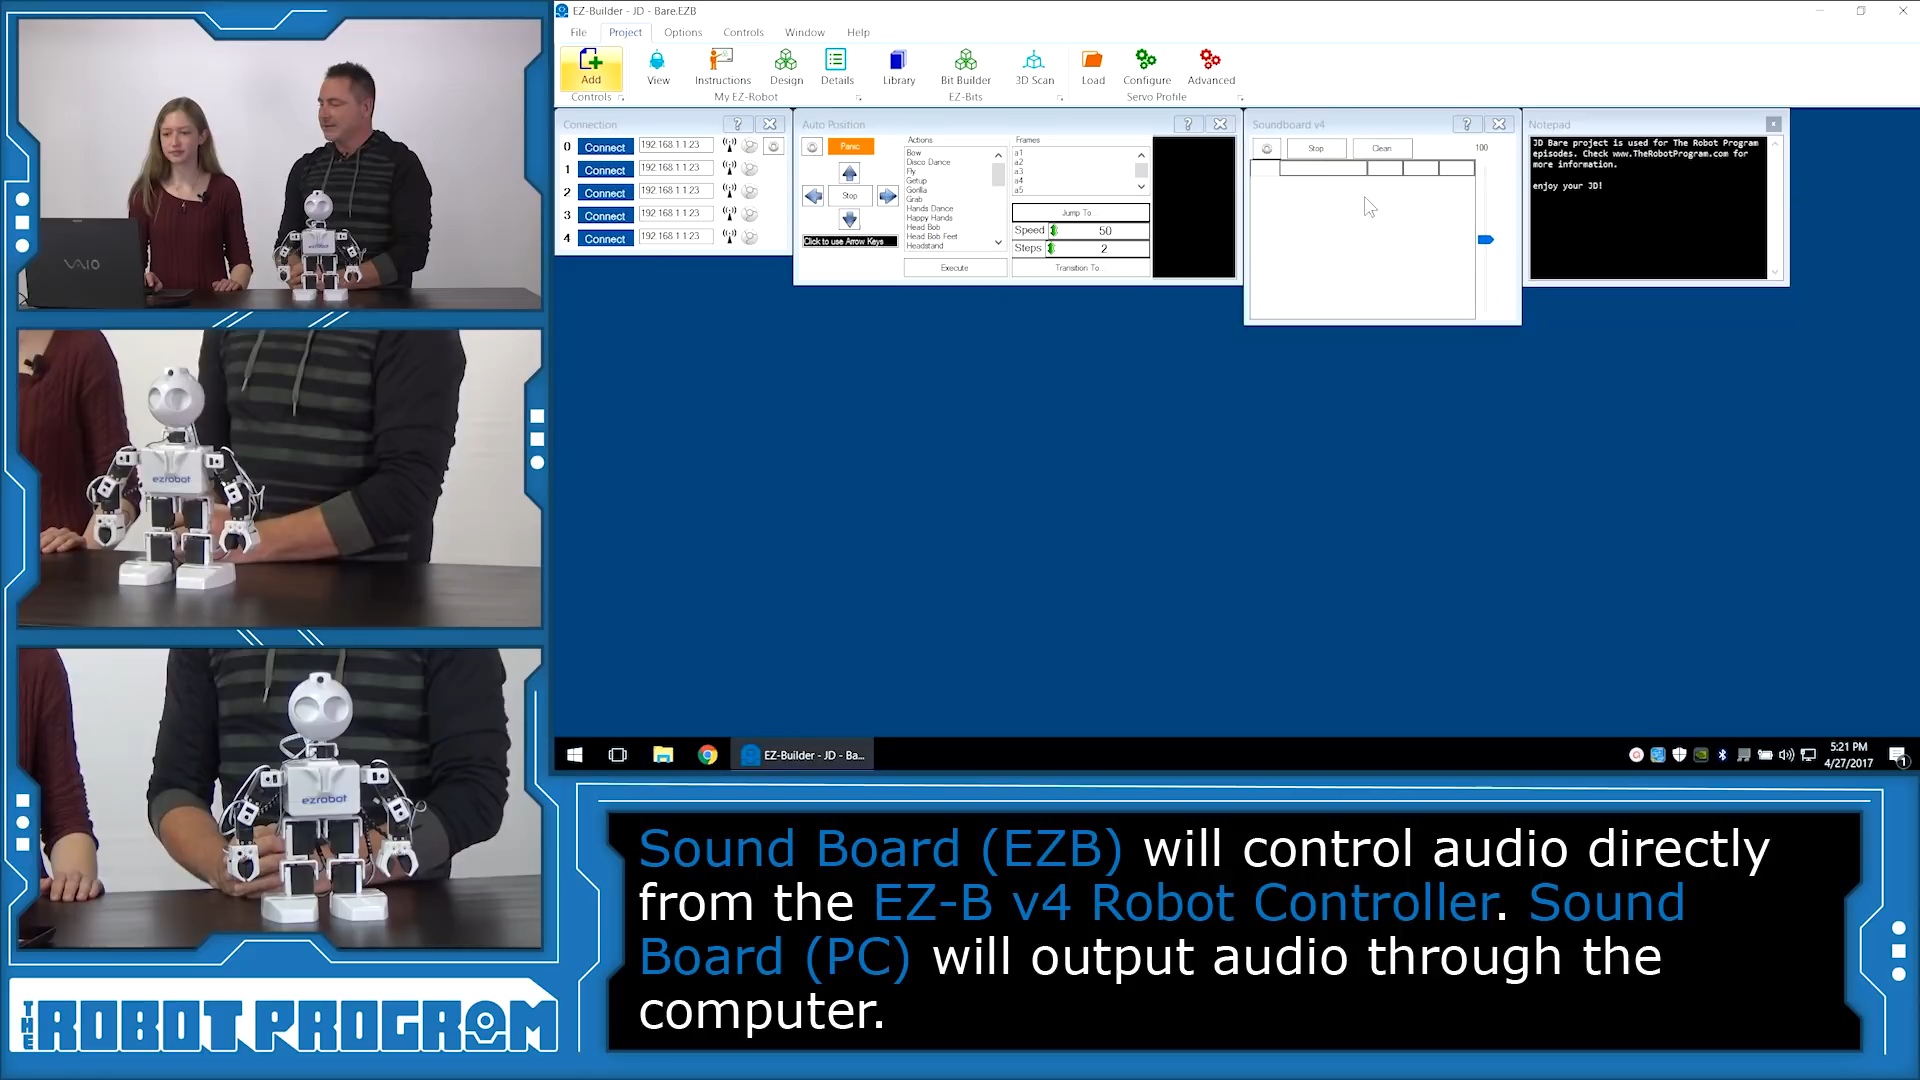 EZ-Builder - JD - Bare.EZB
File Project Options Controls Window Help
Add View Instructions Design Details Library Bit Builder 3D Scan Load Configure Advanced
Controls My EZ-Robot EZ-Bits Servo Profile
Connection
0 Connect 192.168.1.1:23
1 Connect 192.168.1.1:23
2 Connect 192.168.1.1:23
3 Connect 192.168.1.1:23
4 Connect 192.168.1.1:23
Auto Position
Panic
Stop
Click to use Arrow Keys
Actions
Bow
Disco Dance
Fly
Getup
Gorilla
Grab
Hands Dance
Happy Hands
Head Bob
Head Bob Feet
Headstand
Execute
Frames
a1
a2
a3
a4
a5
Jump To...
Speed 50
Steps 2
Transition To...
Soundboard v4
Stop Clean 100
Notepad
JD Bare project is used for The Robot Program
episodes. Check www.TheRobotProgram.com for
more information.
enjoy your JD!
VAIO
ezrobot
ezrobot
ezrobot
EZ-Builder - JD - Ba...
5:21 PM
4/27/2017
1
Sound Board (EZB) will control audio directly
from the EZ-B v4 Robot Controller. Sound
Board (PC) will output audio through the
computer.
THE ROBOT PROGRAM